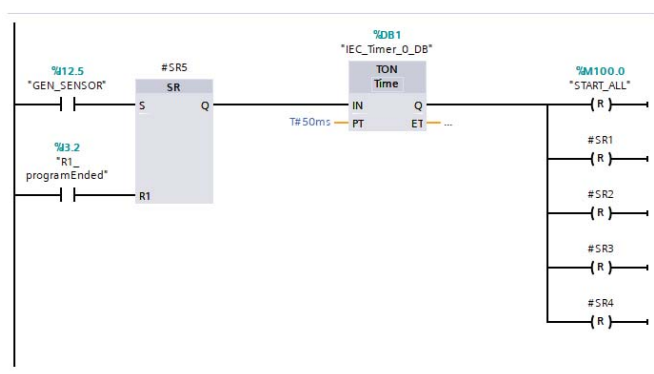 %I12.5
"GEN_SENSOR"
#SR5
SR
S
Q
%I3.2
"R1_
programEnded"
R1
%DB1
"IEC_Timer_0_DB"
TON
Time
IN
Q
T#50ms
PT
ET
...
%M100.0
"START_ALL"
R
#SR1
R
#SR2
R
#SR3
R
#SR4
R